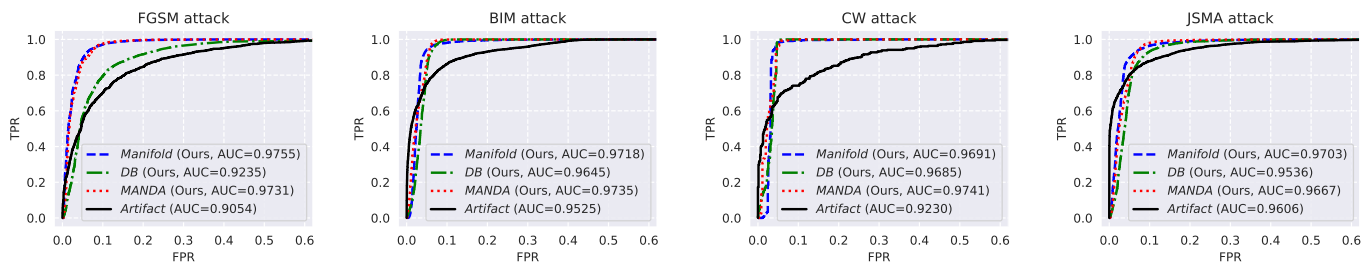 FGSM attack
1.0
0.8
0.6
0.4
0.2
0.0
TPR
Manifold (Ours, AUC=0.9755)
DB (Ours, AUC=0.9235)
MANDA (Ours, AUC=0.9731)
Artifact (AUC=0.9054)
0.0 0.1 0.2 0.3 0.4 0.5 0.6
FPR
BIM attack
1.0
0.8
0.6
0.4
0.2
0.0
TPR
Manifold (Ours, AUC=0.9718)
DB (Ours, AUC=0.9645)
MANDA (Ours, AUC=0.9735)
Artifact (AUC=0.9525)
0.0 0.1 0.2 0.3 0.4 0.5 0.6
FPR
CW attack
1.0
0.8
0.6
0.4
0.2
0.0
TPR
Manifold (Ours, AUC=0.9691)
DB (Ours, AUC=0.9685)
MANDA (Ours, AUC=0.9741)
Artifact (AUC=0.9230)
0.0 0.1 0.2 0.3 0.4 0.5 0.6
FPR
JSMA attack
1.0
0.8
0.6
0.4
0.2
0.0
TPR
Manifold (Ours, AUC=0.9703)
DB (Ours, AUC=0.9536)
MANDA (Ours, AUC=0.9667)
Artifact (AUC=0.9606)
0.0 0.1 0.2 0.3 0.4 0.5 0.6
FPR